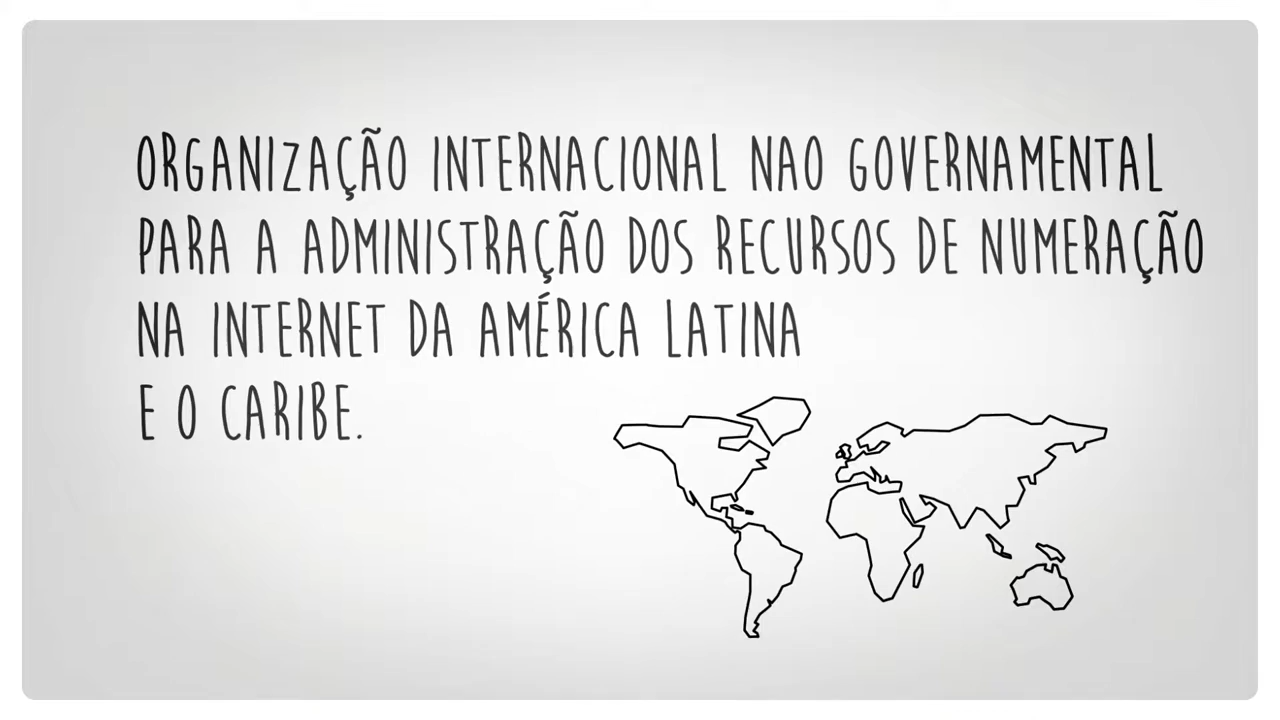 ORGANIZAÇÃO INTERNACIONAL NAO GOVERNAMENTAL
PARA A ADMINISTRAÇÃO DOS RECURSOS DE NUMERAÇÃO
NA INTERNET DA AMÉRICA LATINA
E O CARIBE.